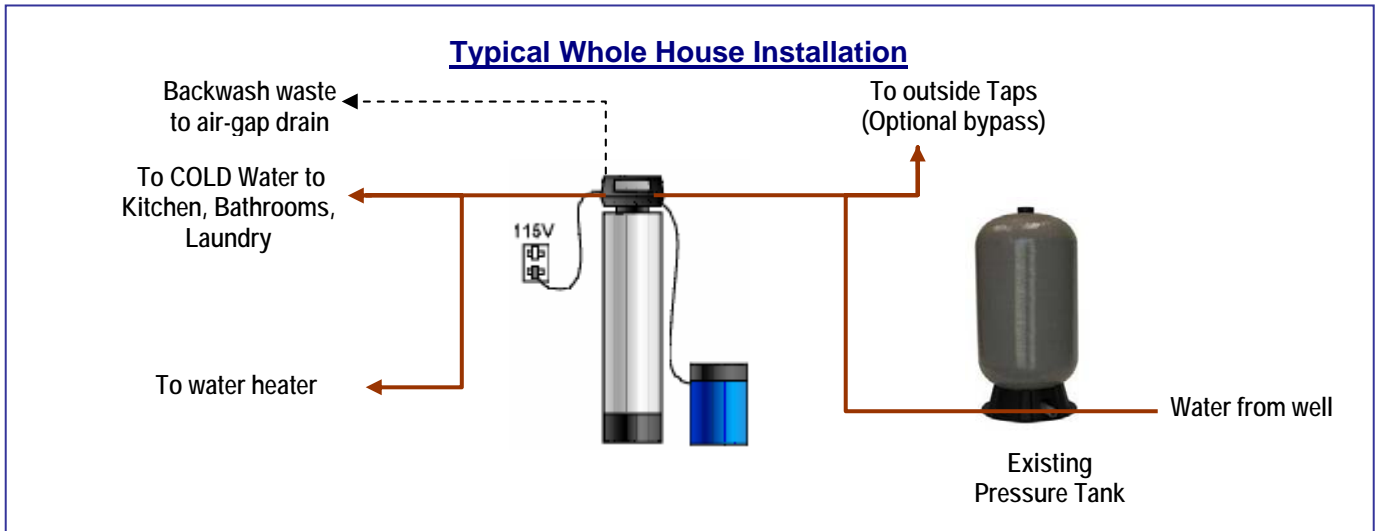 Typical Whole House Installation
Backwash waste
to air-gap drain
To outside Taps
(Optional bypass)
To COLD Water to
Kitchen, Bathrooms,
Laundry
115V
To water heater
Water from well
Existing
Pressure Tank